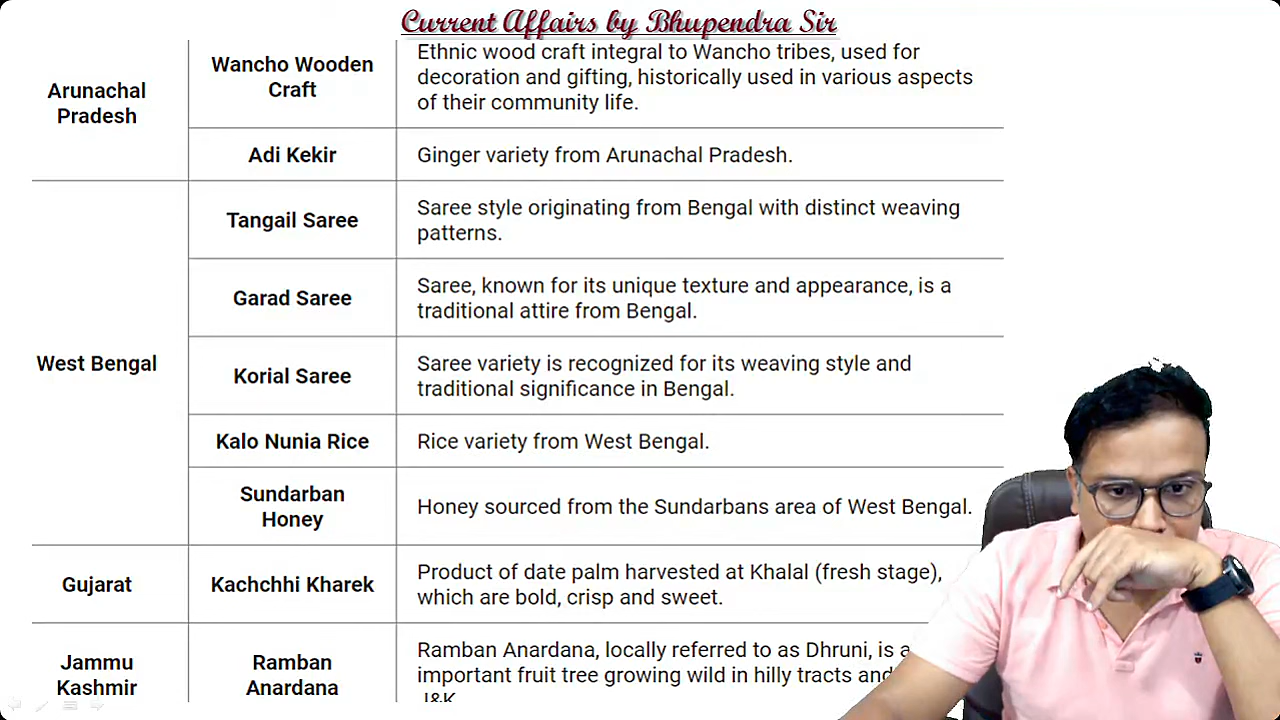 Current Affairs by Bhupendra Sir
Arunachal
Pradesh
Wancho Wooden
Craft
Ethnic wood craft integral to Wancho tribes, used for
decoration and gifting, historically used in various aspects
of their community life.
Adi Kekir
Ginger variety from Arunachal Pradesh.
West Bengal
Tangail Saree
Saree style originating from Bengal with distinct weaving
patterns.
Garad Saree
Saree, known for its unique texture and appearance, is a
traditional attire from Bengal.
Korial Saree
Saree variety is recognized for its weaving style and
traditional significance in Bengal.
Kalo Nunia Rice
Rice variety from West Bengal.
Sundarban
Honey
Honey sourced from the Sundarbans area of West Bengal.
Gujarat
Kachchhi Kharek
Product of date palm harvested at Khalal (fresh stage),
which are bold, crisp and sweet.
Jammu
Kashmir
Ramban
Anardana
Ramban Anardana, locally referred to as Dhruni, is a
important fruit tree growing wild in hilly tracts and
J&K